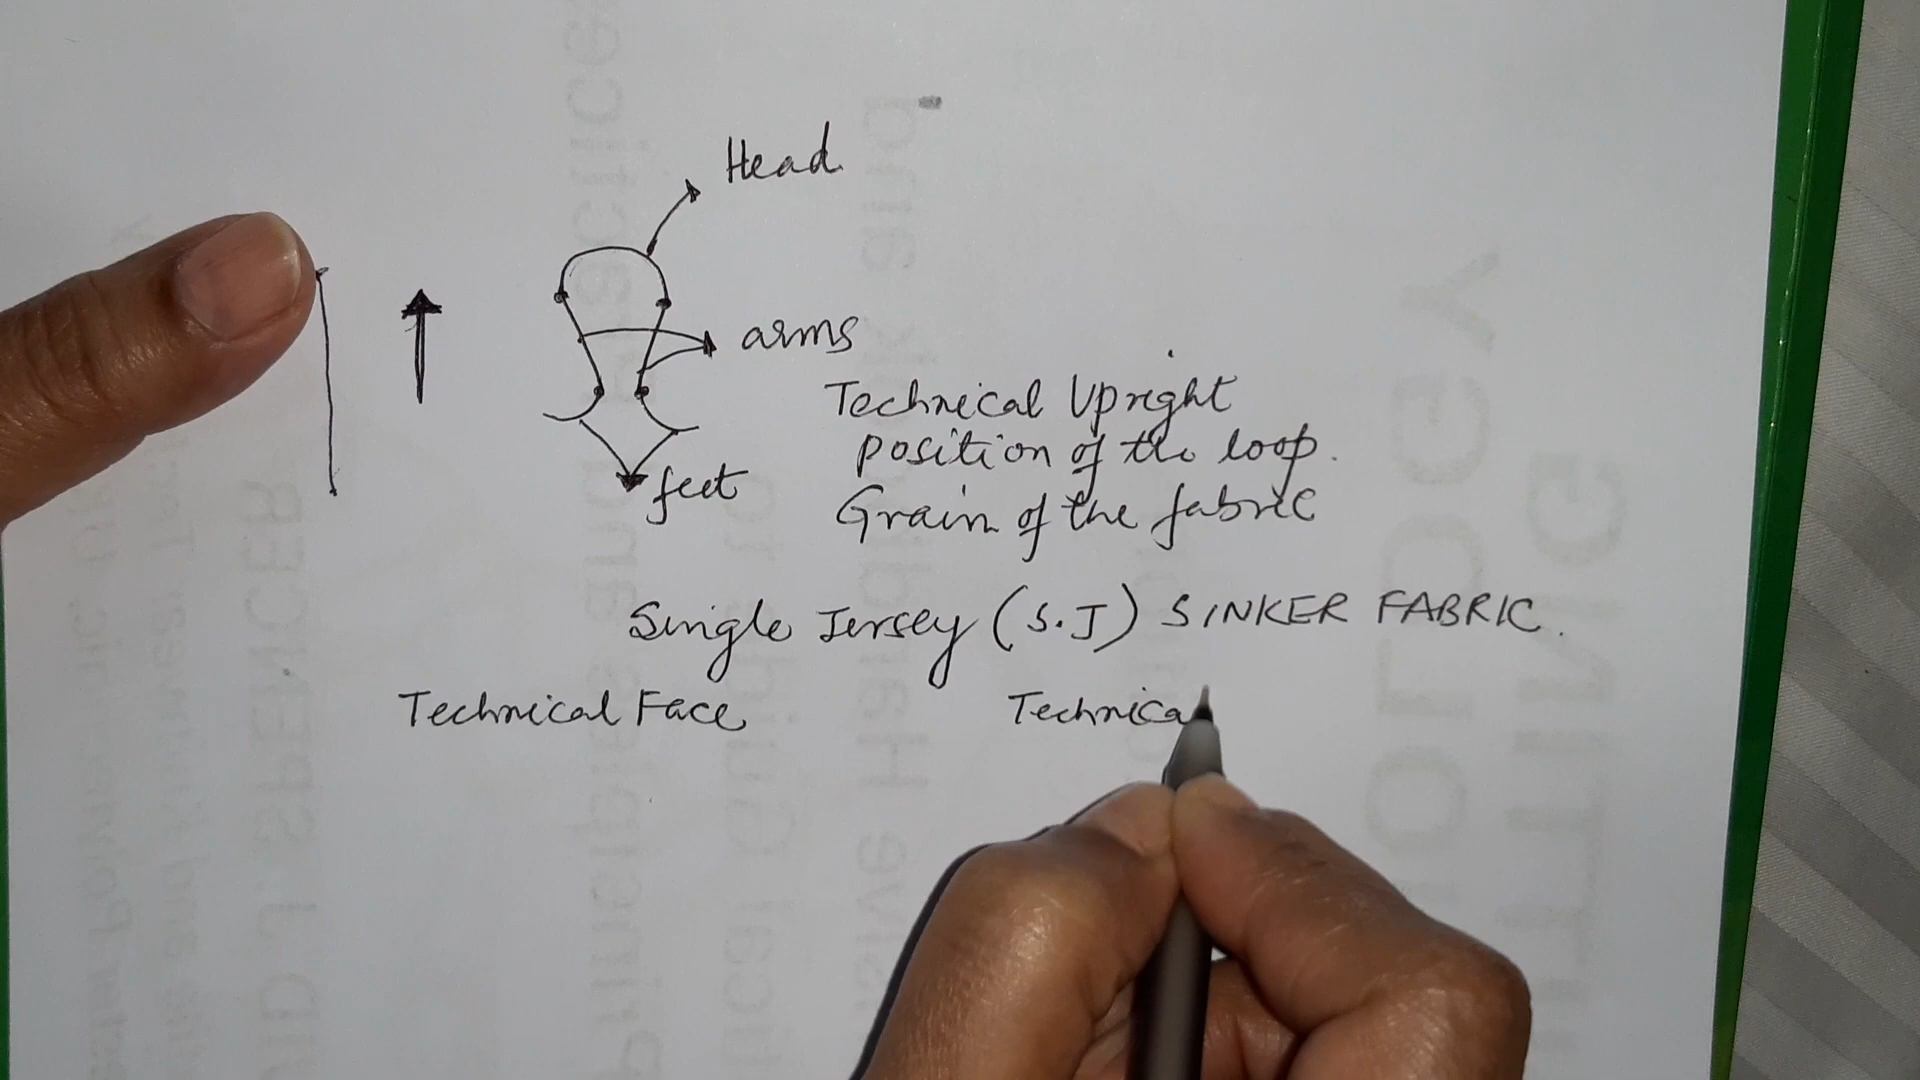 Head
arms
Technical Upright
position of the loop.
feet
Grain of the fabric
Single Jersey (S.J) SINKER FABRIC.
Technical Face
Technica